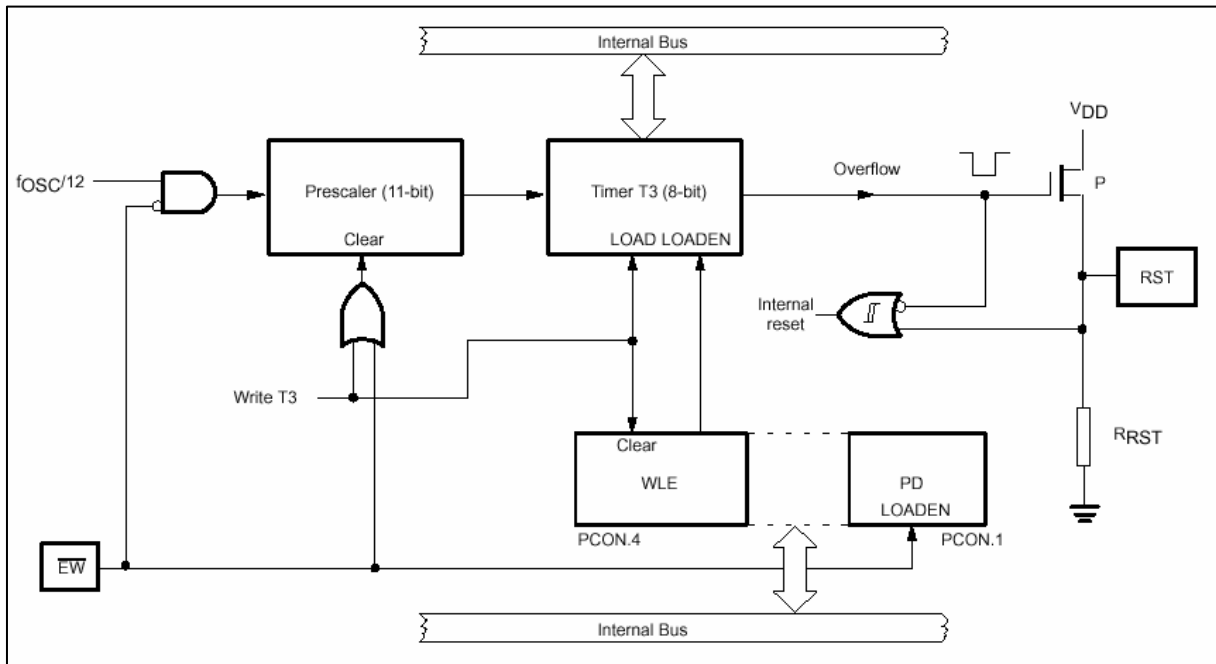 Internal Bus
VDD
fOSC/12
Prescaler (11-bit)
Clear
Timer T3 (8-bit)
LOAD LOADEN
Overflow
P
RST
Internal
reset
Write T3
Clear
WLE
PCON.4
PD
LOADEN
PCON.1
RRST
EW
Internal Bus